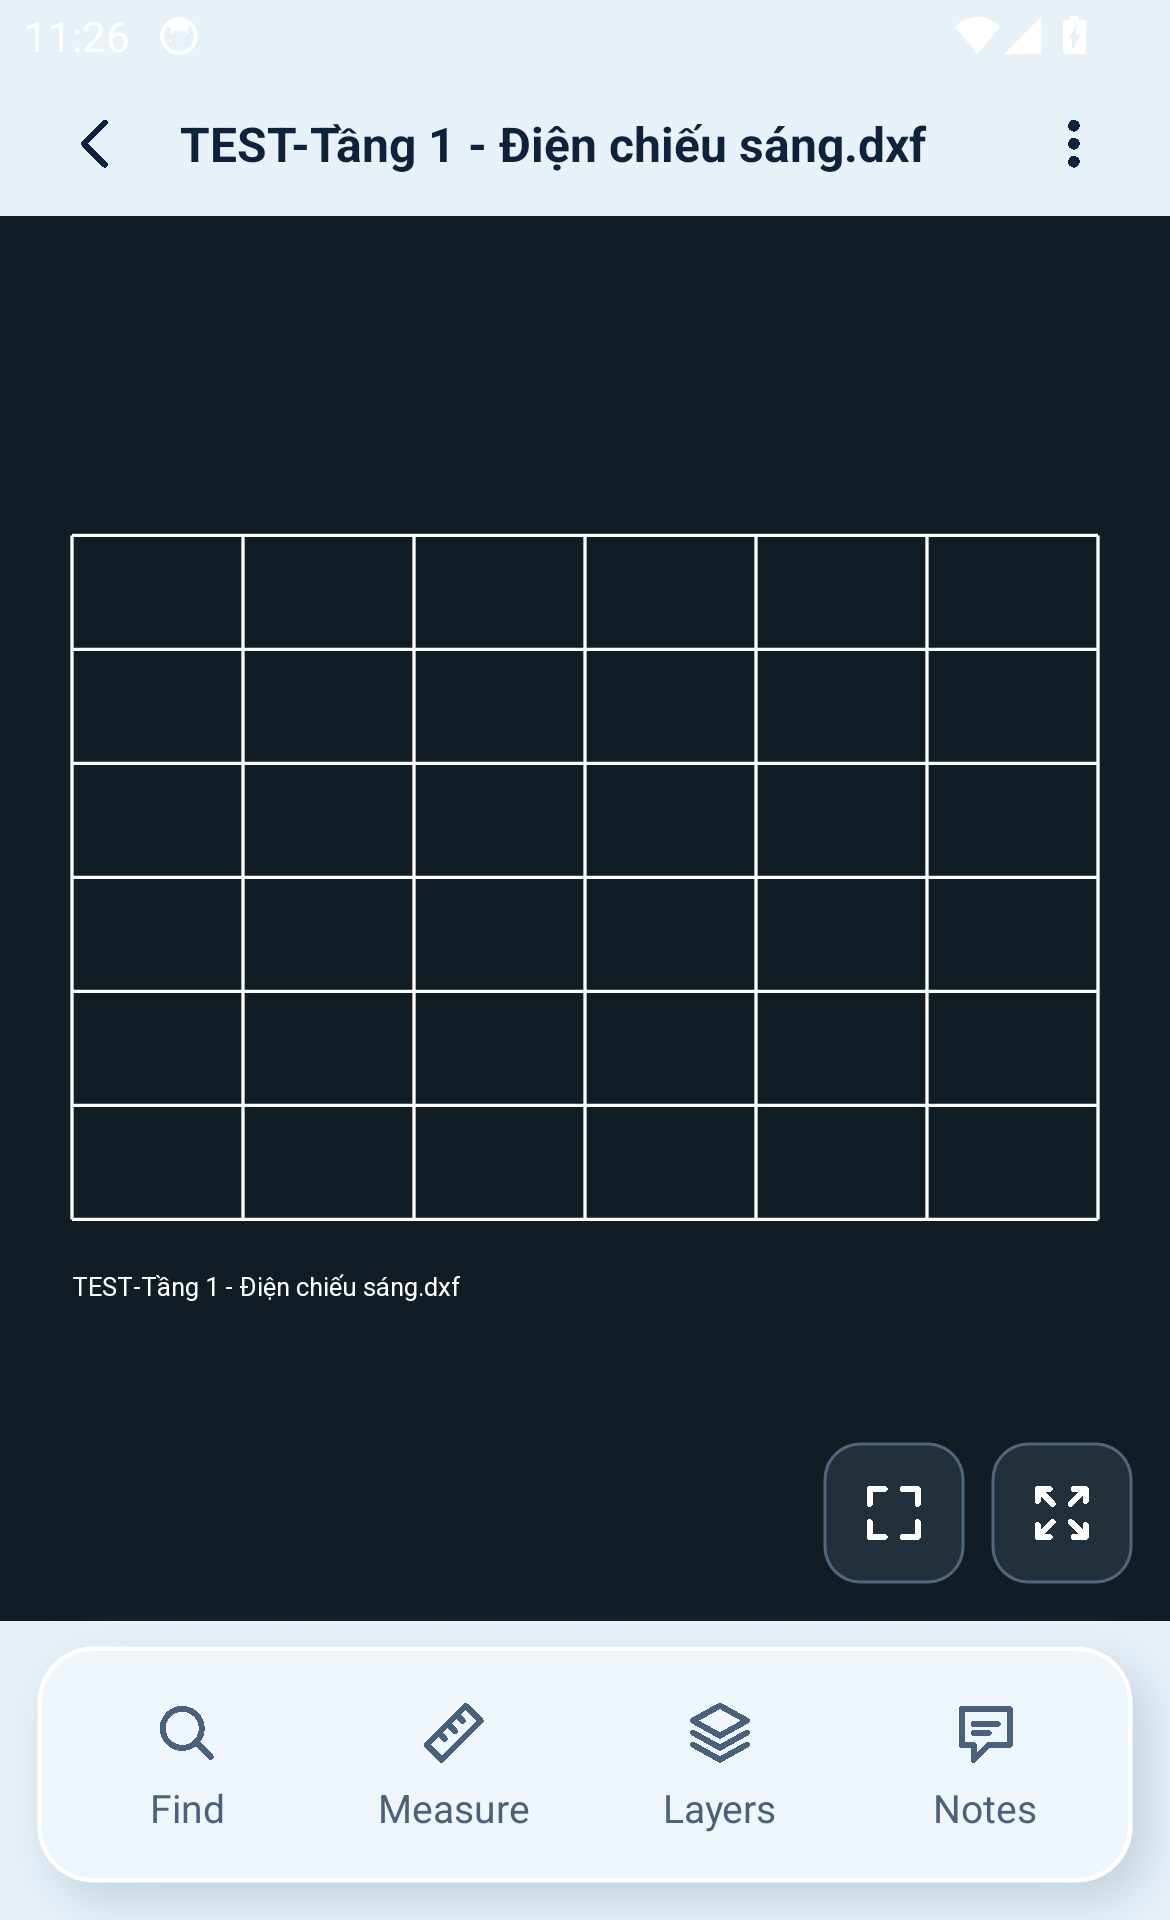 11:26
TEST-Tầng 1 - Điện chiếu sáng.dxf
TEST-Tầng 1 - Điện chiếu sáng.dxf
Find
Measure
Layers
Notes